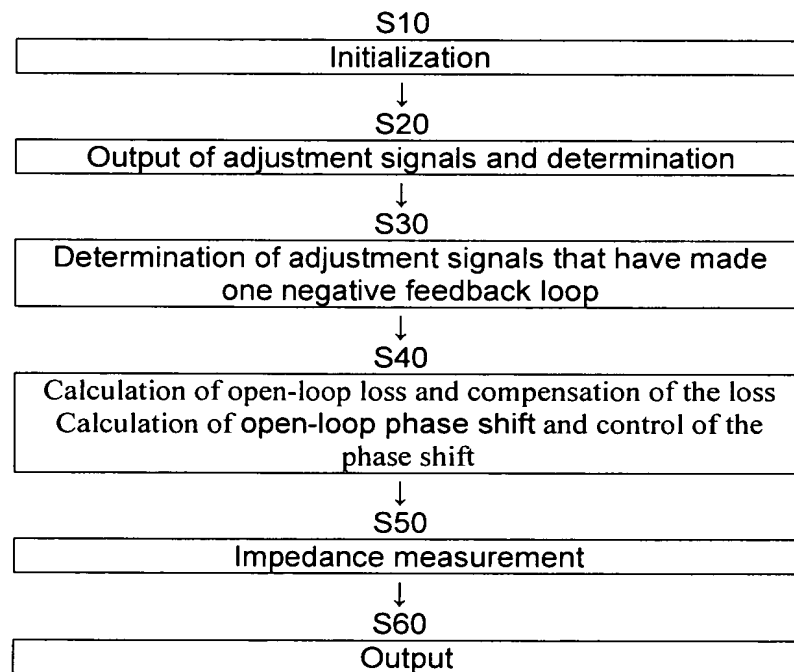 S10
Initialization
↓
S20
Output of adjustment signals and determination
↓
S30
Determination of adjustment signals that have made
one negative feedback loop
↓
S40
Calculation of open-loop loss and compensation of the loss
Calculation of open-loop phase shift and control of the
phase shift
↓
S50
Impedance measurement
↓
S60
Output